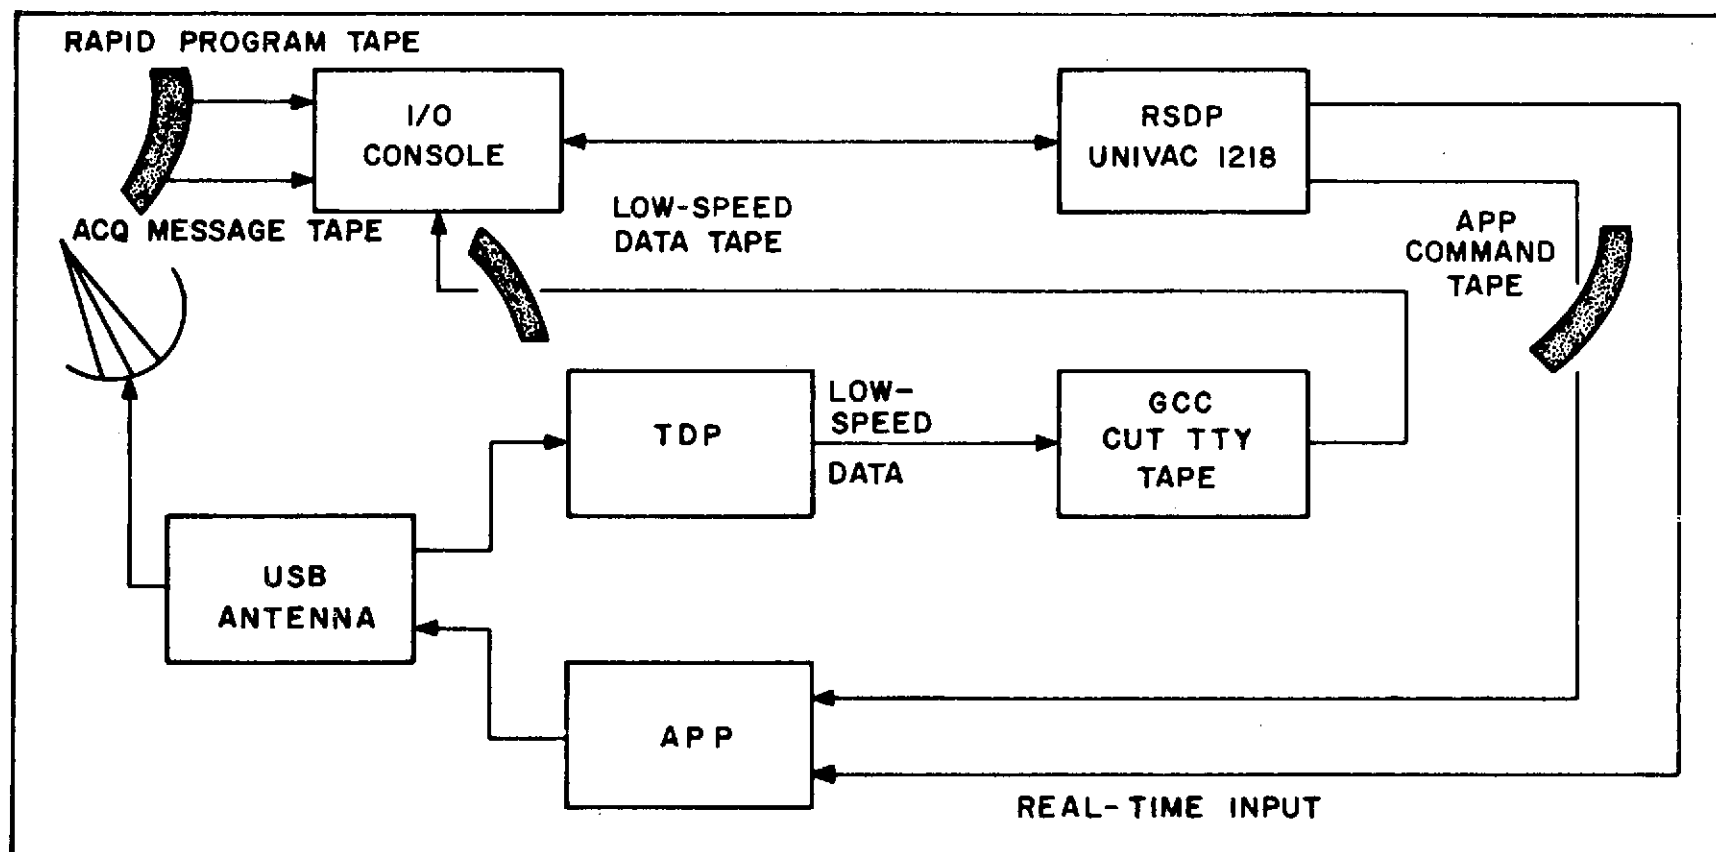 RAPID PROGRAM TAPE
I/O
CONSOLE
RSDP
UNIVAC 1218
ACQ MESSAGE TAPE
LOW-SPEED
DATA TAPE
APP
COMMAND
TAPE
TDP
LOW-
SPEED
DATA
GCC
CUT TTY
TAPE
USB
ANTENNA
APP
REAL-TIME INPUT